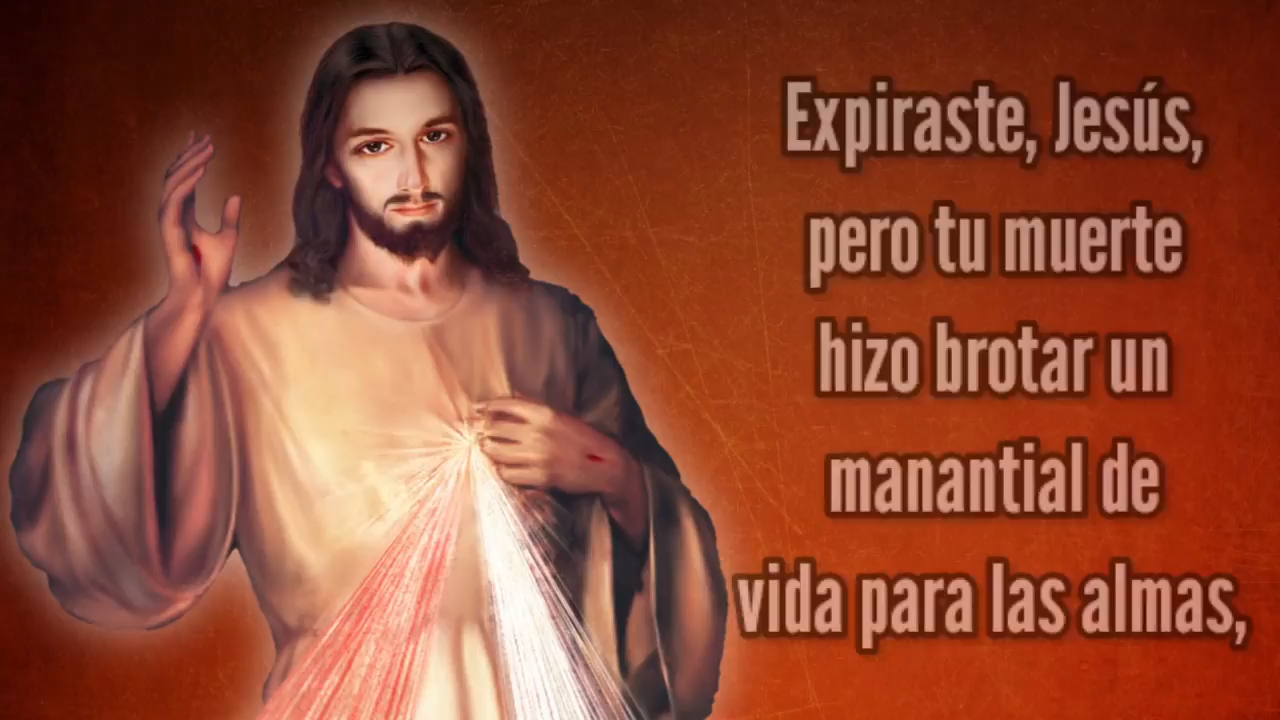 Expiraste, Jesús,
pero tu muerte
hizo brotar un
manantial de
vida para las almas,